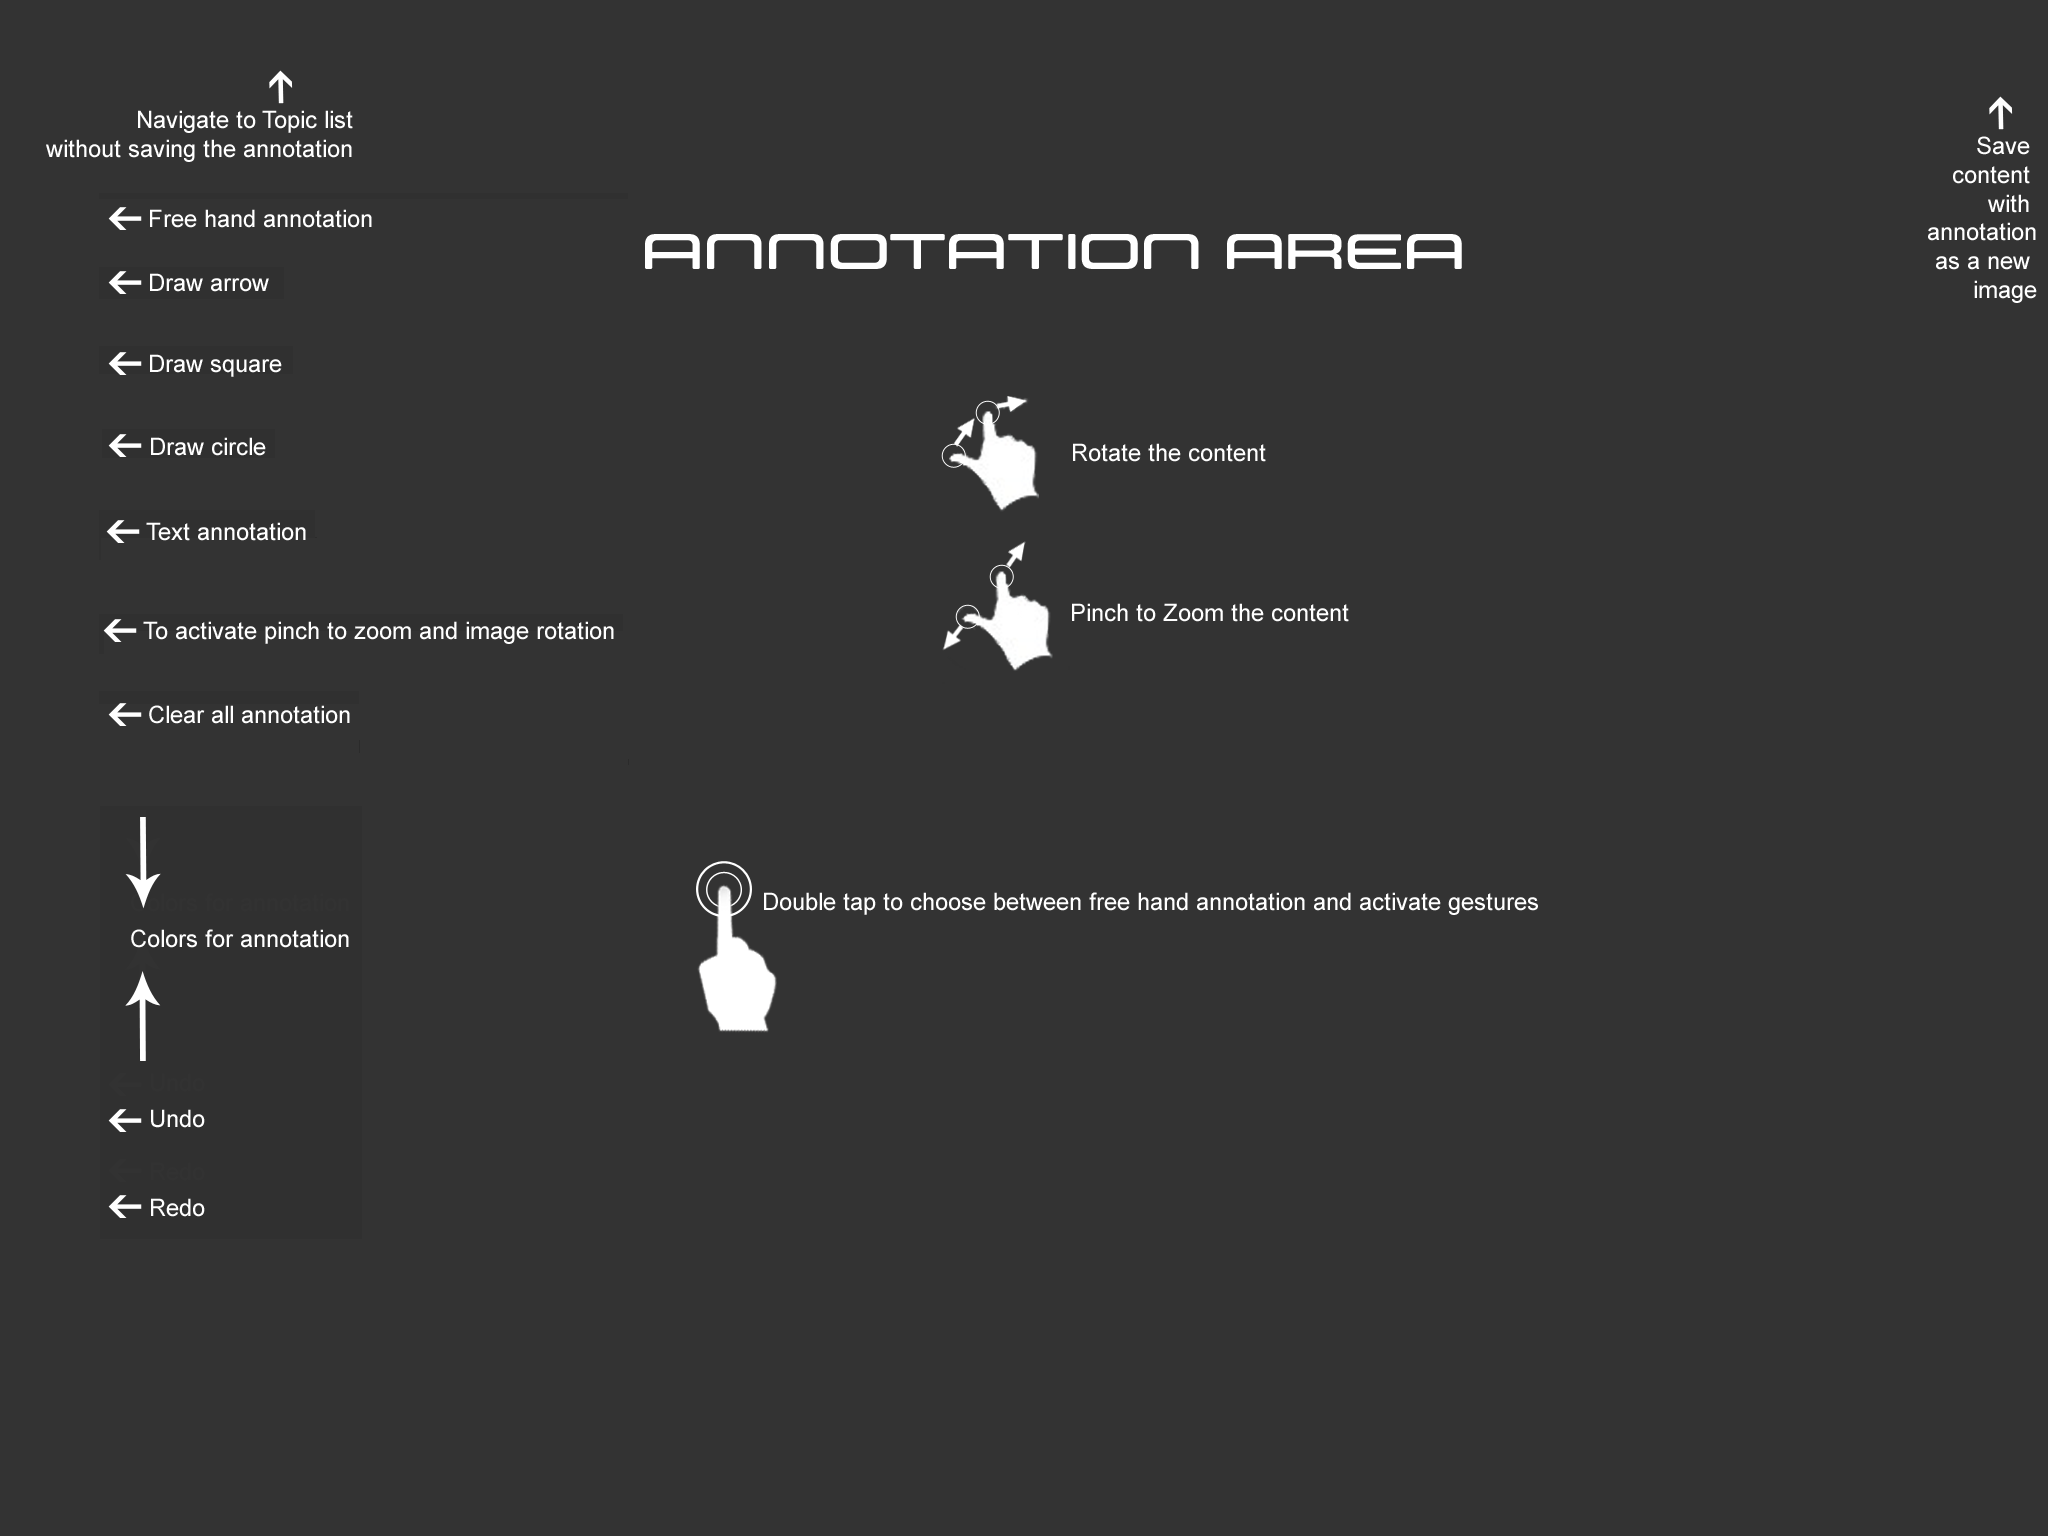 Navigate to Topic list
without saving the annotation
Save
content
with
annotation
as a new
image
Free hand annotation
ANNOTATION AREA
Draw arrow
Draw square
Draw circle
Rotate the content
Text annotation
Pinch to Zoom the content
To activate pinch to zoom and image rotation
Clear all annotation
Double tap to choose between free hand annotation and activate gestures
Colors for annotation
Undo
Redo